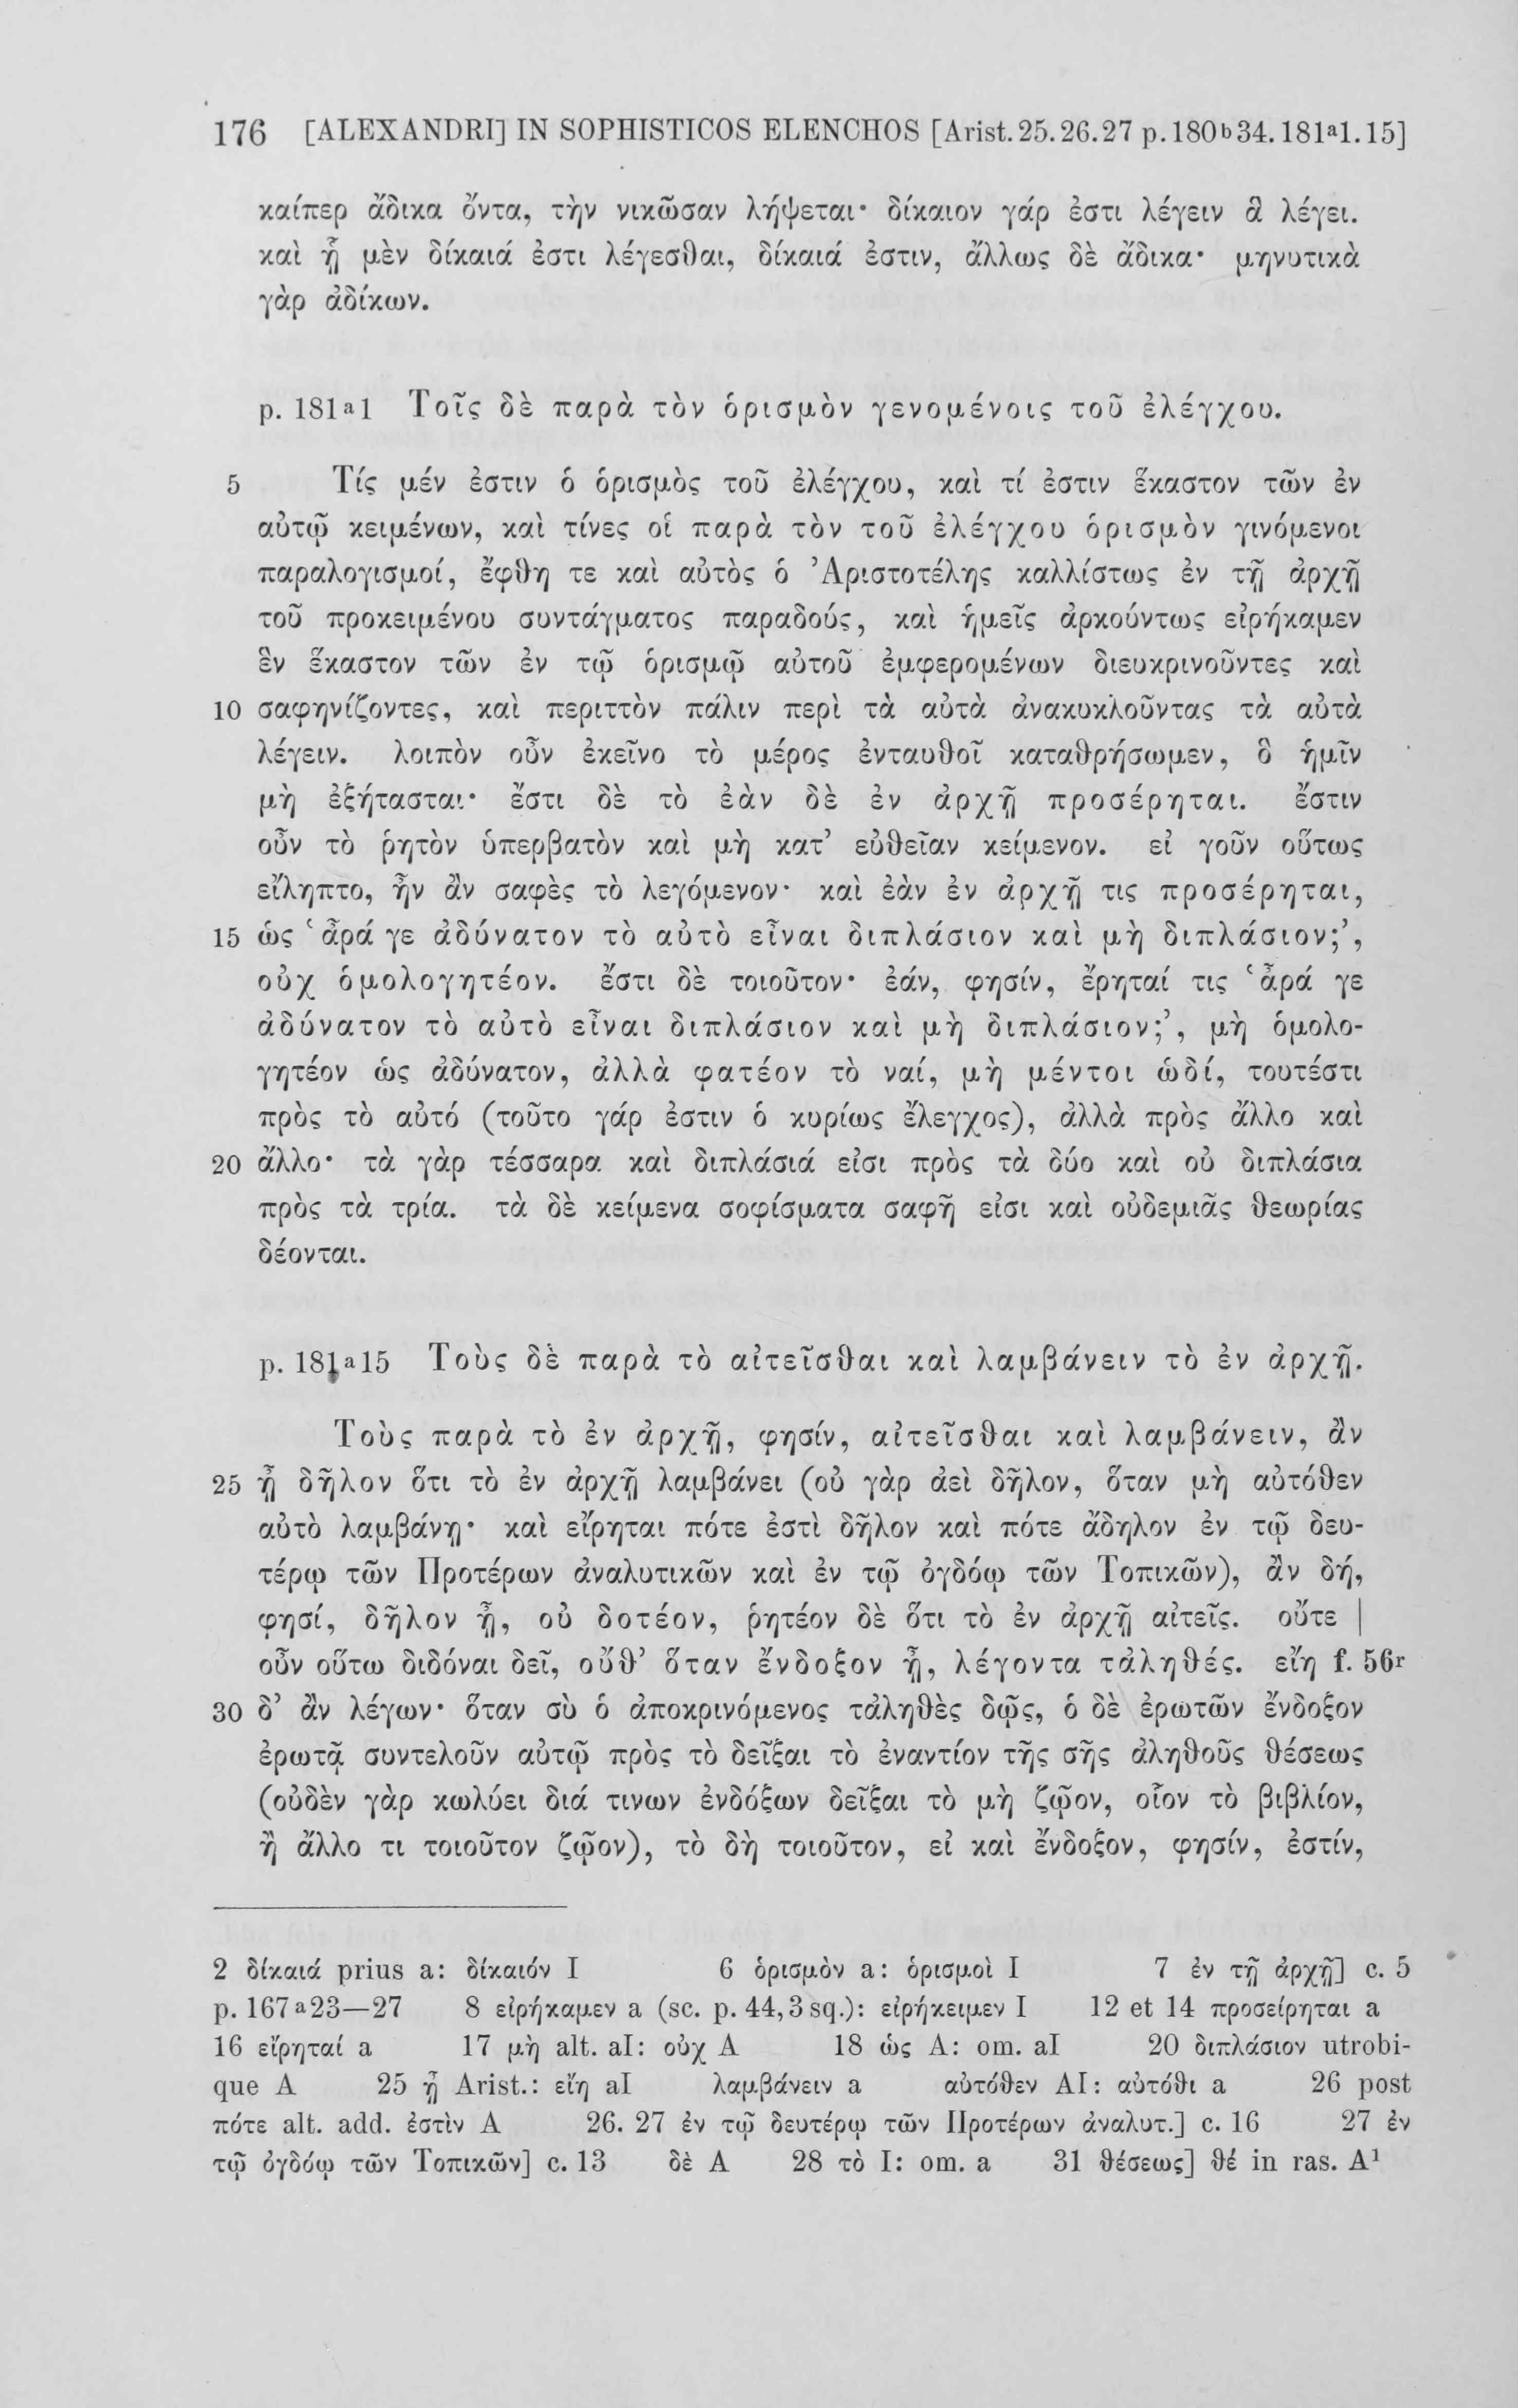 176 [ALEXANDRI] IN SOPHISTICOS ELENCHOS [Arist. 25. 26. 27 p. 180ᵇ34. 181ᵃ1. 15]
καίπερ ἄδικα ὄντα, τὴν νικῶσαν λήψεται· δίκαιον γάρ ἐστι λέγειν ἃ λέγει.
καὶ ᾗ μὲν δίκαιά ἐστι λέγεσθαι, δίκαιά ἐστιν, ἄλλως δὲ ἄδικα· μηνυτικὰ
γὰρ ἀδίκων.
p. 181ᵃ1 Τοῖς δὲ παρὰ τὸν ὁρισμὸν γενομένοις τοῦ ἐλέγχου.
5 Τίς μέν ἐστιν ὁ ὁρισμὸς τοῦ ἐλέγχου, καὶ τί ἐστιν ἕκαστον τῶν ἐν
αὐτῷ κειμένων, καὶ τίνες οἱ παρὰ τὸν τοῦ ἐλέγχου ὁρισμὸν γινόμενοι
παραλογισμοί, ἔφθη τε καὶ αὐτὸς ὁ Ἀριστοτέλης καλλίστως ἐν τῇ ἀρχῇ
τοῦ προκειμένου συντάγματος παραδούς, καὶ ἡμεῖς ἀρκούντως εἰρήκαμεν
ἓν ἕκαστον τῶν ἐν τῷ ὁρισμῷ αὐτοῦ ἐμφερομένων διευκρινοῦντες καὶ
10 σαφηνίζοντες, καὶ περιττὸν πάλιν περὶ τὰ αὐτὰ ἀνακυκλοῦντας τὰ αὐτὰ
λέγειν. λοιπὸν οὖν ἐκεῖνο τὸ μέρος ἐνταυθοῖ καταθρήσωμεν, ὃ ἡμῖν
μὴ ἐξήτασται· ἔστι δὲ τὸ ἐὰν δὲ ἐν ἀρχῇ προσέρηται. ἔστιν
οὖν τὸ ῥητὸν ὑπερβατὸν καὶ μὴ κατ' εὐθεῖαν κείμενον. εἰ γοῦν οὕτως
εἴληπτο, ἦν ἂν σαφὲς τὸ λεγόμενον· καὶ ἐὰν ἐν ἀρχῇ τις προσέρηται,
15 ὡς ‘ἆρά γε ἀδύνατον τὸ αὐτὸ εἶναι διπλάσιον καὶ μὴ διπλάσιον;’,
οὐχ ὁμολογητέον. ἔστι δὲ τοιοῦτον· ἐάν, φησίν, ἔρηταί τις ‘ἆρά γε
ἀδύνατον τὸ αὐτὸ εἶναι διπλάσιον καὶ μὴ διπλάσιον;’, μὴ ὁμολο-
γητέον ὡς ἀδύνατον, ἀλλὰ φατέον τὸ ναί, μὴ μέντοι ὡδί, τουτέστι
πρὸς τὸ αὐτό (τοῦτο γάρ ἐστιν ὁ κυρίως ἔλεγχος), ἀλλὰ πρὸς ἄλλο καὶ
20 ἄλλο· τὰ γὰρ τέσσαρα καὶ διπλάσιά εἰσι πρὸς τὰ δύο καὶ οὐ διπλάσια
πρὸς τὰ τρία. τὰ δὲ κείμενα σοφίσματα σαφῆ εἰσι καὶ οὐδεμιᾶς θεωρίας
δέονται.
p. 181ᵃ15 Τοὺς δὲ παρὰ τὸ αἰτεῖσθαι καὶ λαμβάνειν τὸ ἐν ἀρχῇ.
Τοὺς παρὰ τὸ ἐν ἀρχῇ, φησίν, αἰτεῖσθαι καὶ λαμβάνειν, ἂν
25 ᾖ δῆλον ὅτι τὸ ἐν ἀρχῇ λαμβάνει (οὐ γὰρ ἀεὶ δῆλον, ὅταν μὴ αὐτόθεν
αὐτὸ λαμβάνῃ· καὶ εἴρηται πότε ἐστὶ δῆλον καὶ πότε ἄδηλον ἐν τῷ δευ-
τέρῳ τῶν Προτέρων ἀναλυτικῶν καὶ ἐν τῷ ὀγδόῳ τῶν Τοπικῶν), ἂν δή,
φησί, δῆλον ᾖ, οὐ δοτέον, ῥητέον δὲ ὅτι τὸ ἐν ἀρχῇ αἰτεῖς. οὔτε |
οὖν οὕτω διδόναι δεῖ, οὔθ' ὅταν ἔνδοξον ᾖ, λέγοντα τἀληθές. εἴη f. 56ʳ
30 δ' ἂν λέγων· ὅταν σὺ ὁ ἀποκρινόμενος τἀληθὲς δῷς, ὁ δὲ ἐρωτῶν ἔνδοξον
ἐρωτᾷ συντελοῦν αὐτῷ πρὸς τὸ δεῖξαι τὸ ἐναντίον τῆς σῆς ἀληθοῦς θέσεως
(οὐδὲν γὰρ κωλύει διά τινων ἐνδόξων δεῖξαι τὸ μὴ ζῷον, οἷον τὸ βιβλίον,
ἢ ἄλλο τι τοιοῦτον ζῷον), τὸ δὴ τοιοῦτον, εἰ καὶ ἔνδοξον, φησίν, ἐστίν,
2 δίκαιά prius a: δίκαιόν I 6 ὁρισμὸν a: ὁρισμοὶ I 7 ἐν τῇ ἀρχῇ] c. 5
p. 167ᵃ23—27 8 εἰρήκαμεν a (sc. p. 44,3 sq.): εἰρήκειμεν I 12 et 14 προσείρηται a
16 εἴρηταί a 17 μὴ alt. aI: οὐχ A 18 ὡς A: om. aI 20 διπλάσιον utrobi-
que A 25 ᾖ Arist.: εἴη aI λαμβάνειν a αὐτόθεν AI: αὐτόθι a 26 post
πότε alt. add. ἐστὶν A 26. 27 ἐν τῷ δευτέρῳ τῶν Προτέρων ἀναλυτ.] c. 16 27 ἐν
τῷ ὀγδόῳ τῶν Τοπικῶν] c. 13 δὲ A 28 τὸ I: om. a 31 θέσεως] θέ in ras. A¹